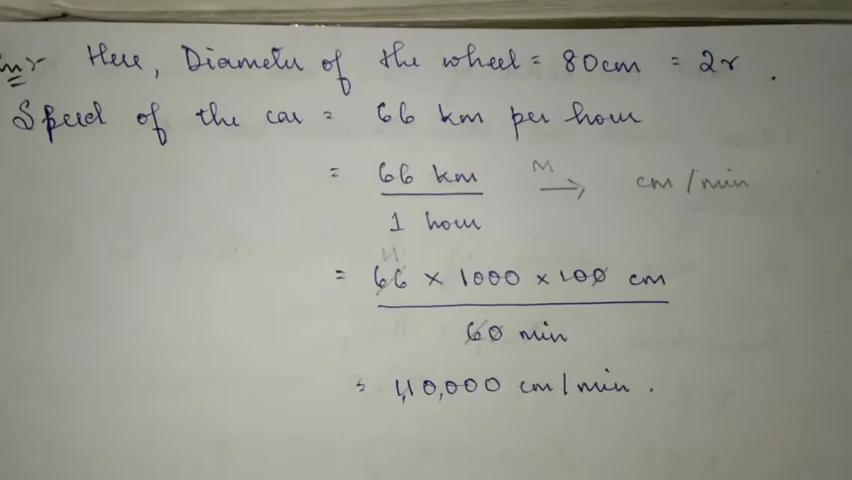 Here, Diameter of the wheel = 80cm = 2r.
Speed of the car = 66 km per hour
= 66 km M → cm/min
1 hour
11
= 66 × 1000 × 100 cm
60 min
= 1,10,000 cm/min.